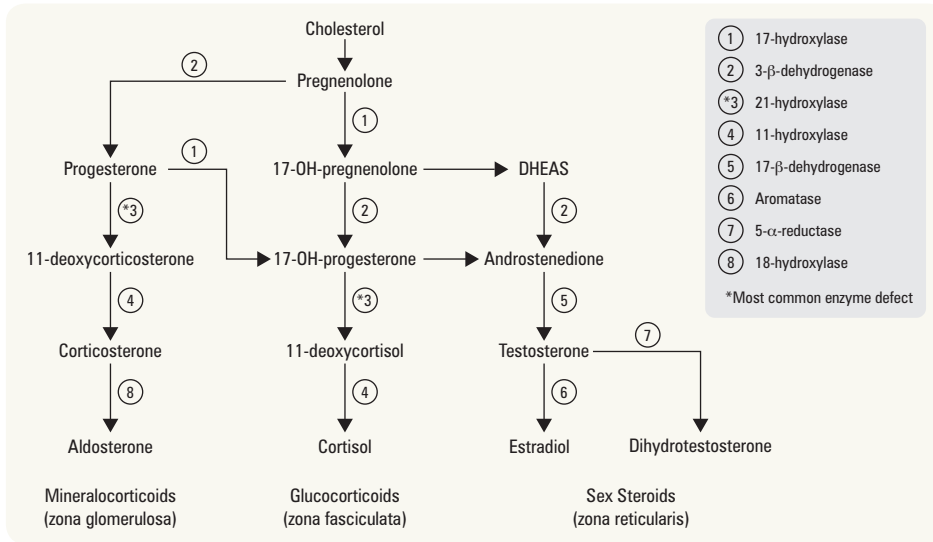 Cholesterol
2
Pregnenolone
1
Progesterone
1
17-OH-pregnenolone
DHEAS
*3
2
2
11-deoxycorticosterone
17-OH-progesterone
Androstenedione
4
*3
5
Corticosterone
11-deoxycortisol
Testosterone
7
8
4
6
Aldosterone
Cortisol
Estradiol
Dihydrotestosterone
Mineralocorticoids
(zona glomerulosa)
Glucocorticoids
(zona fasciculata)
Sex Steroids
(zona reticularis)
1 17-hydroxylase
2 3-β-dehydrogenase
*3 21-hydroxylase
4 11-hydroxylase
5 17-β-dehydrogenase
6 Aromatase
7 5-α-reductase
8 18-hydroxylase
*Most common enzyme defect